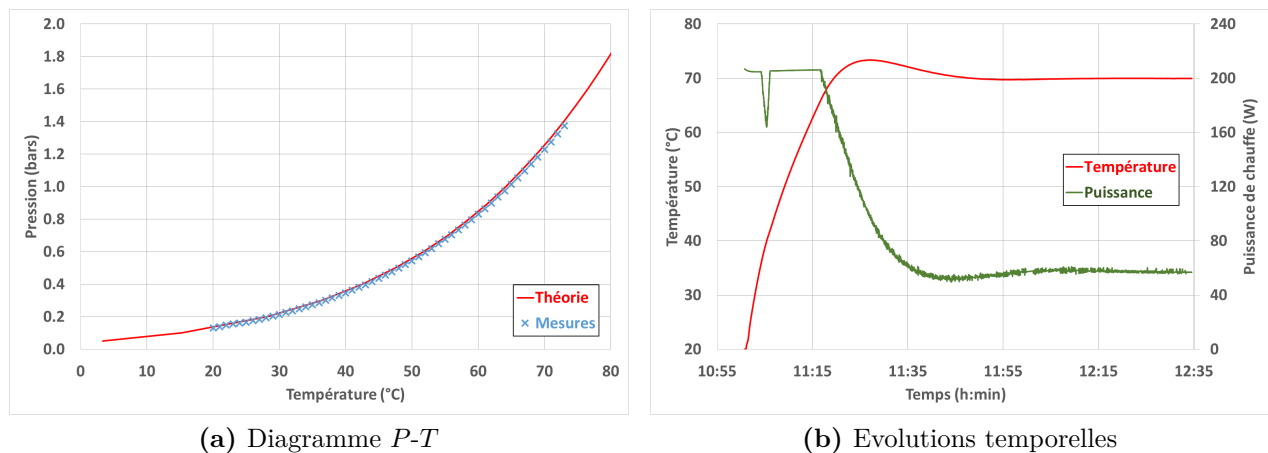 2.0
1.8
1.6
1.4
1.2
1.0
0.8
0.6
0.4
0.2
0.0
Pression (bars)
0 10 20 30 40 50 60 70 80
Température (°C)
Théorie
Mesures
(a) Diagramme P-T
80
70
60
50
40
30
20
Température (°C)
240
200
160
120
80
40
0
Puissance de chauffe (W)
10:55 11:15 11:35 11:55 12:15 12:35
Temps (h:min)
Température
Puissance
(b) Evolutions temporelles